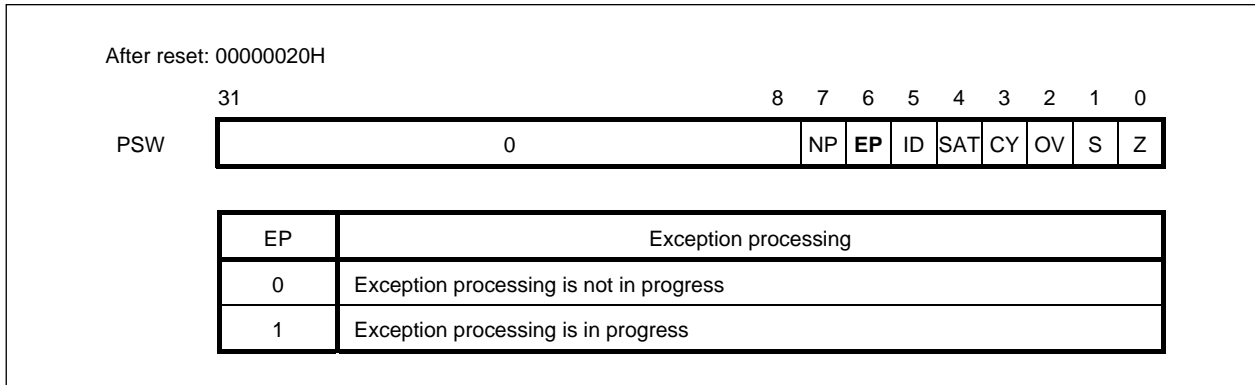 After reset: 00000020H
31 8 7 6 5 4 3 2 1 0
PSW 0 NP EP ID SAT CY OV S Z
EP Exception processing
0 Exception processing is not in progress
1 Exception processing is in progress